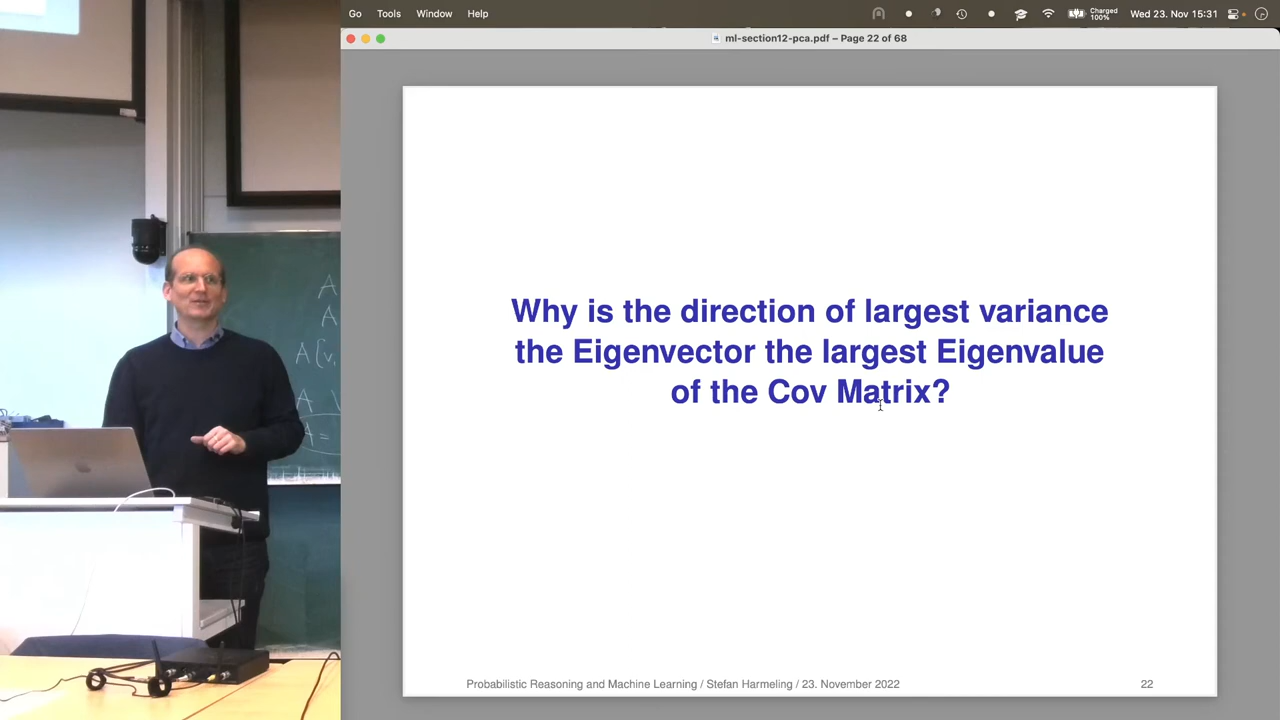 Go Tools Window Help
Charged
100%
Wed 23. Nov 15:31
ml-section12-pca.pdf – Page 22 of 68
Why is the direction of largest variance
the Eigenvector the largest Eigenvalue
of the Cov Matrix?
Probabilistic Reasoning and Machine Learning / Stefan Harmeling / 23. November 2022
22
A
A
A
A =